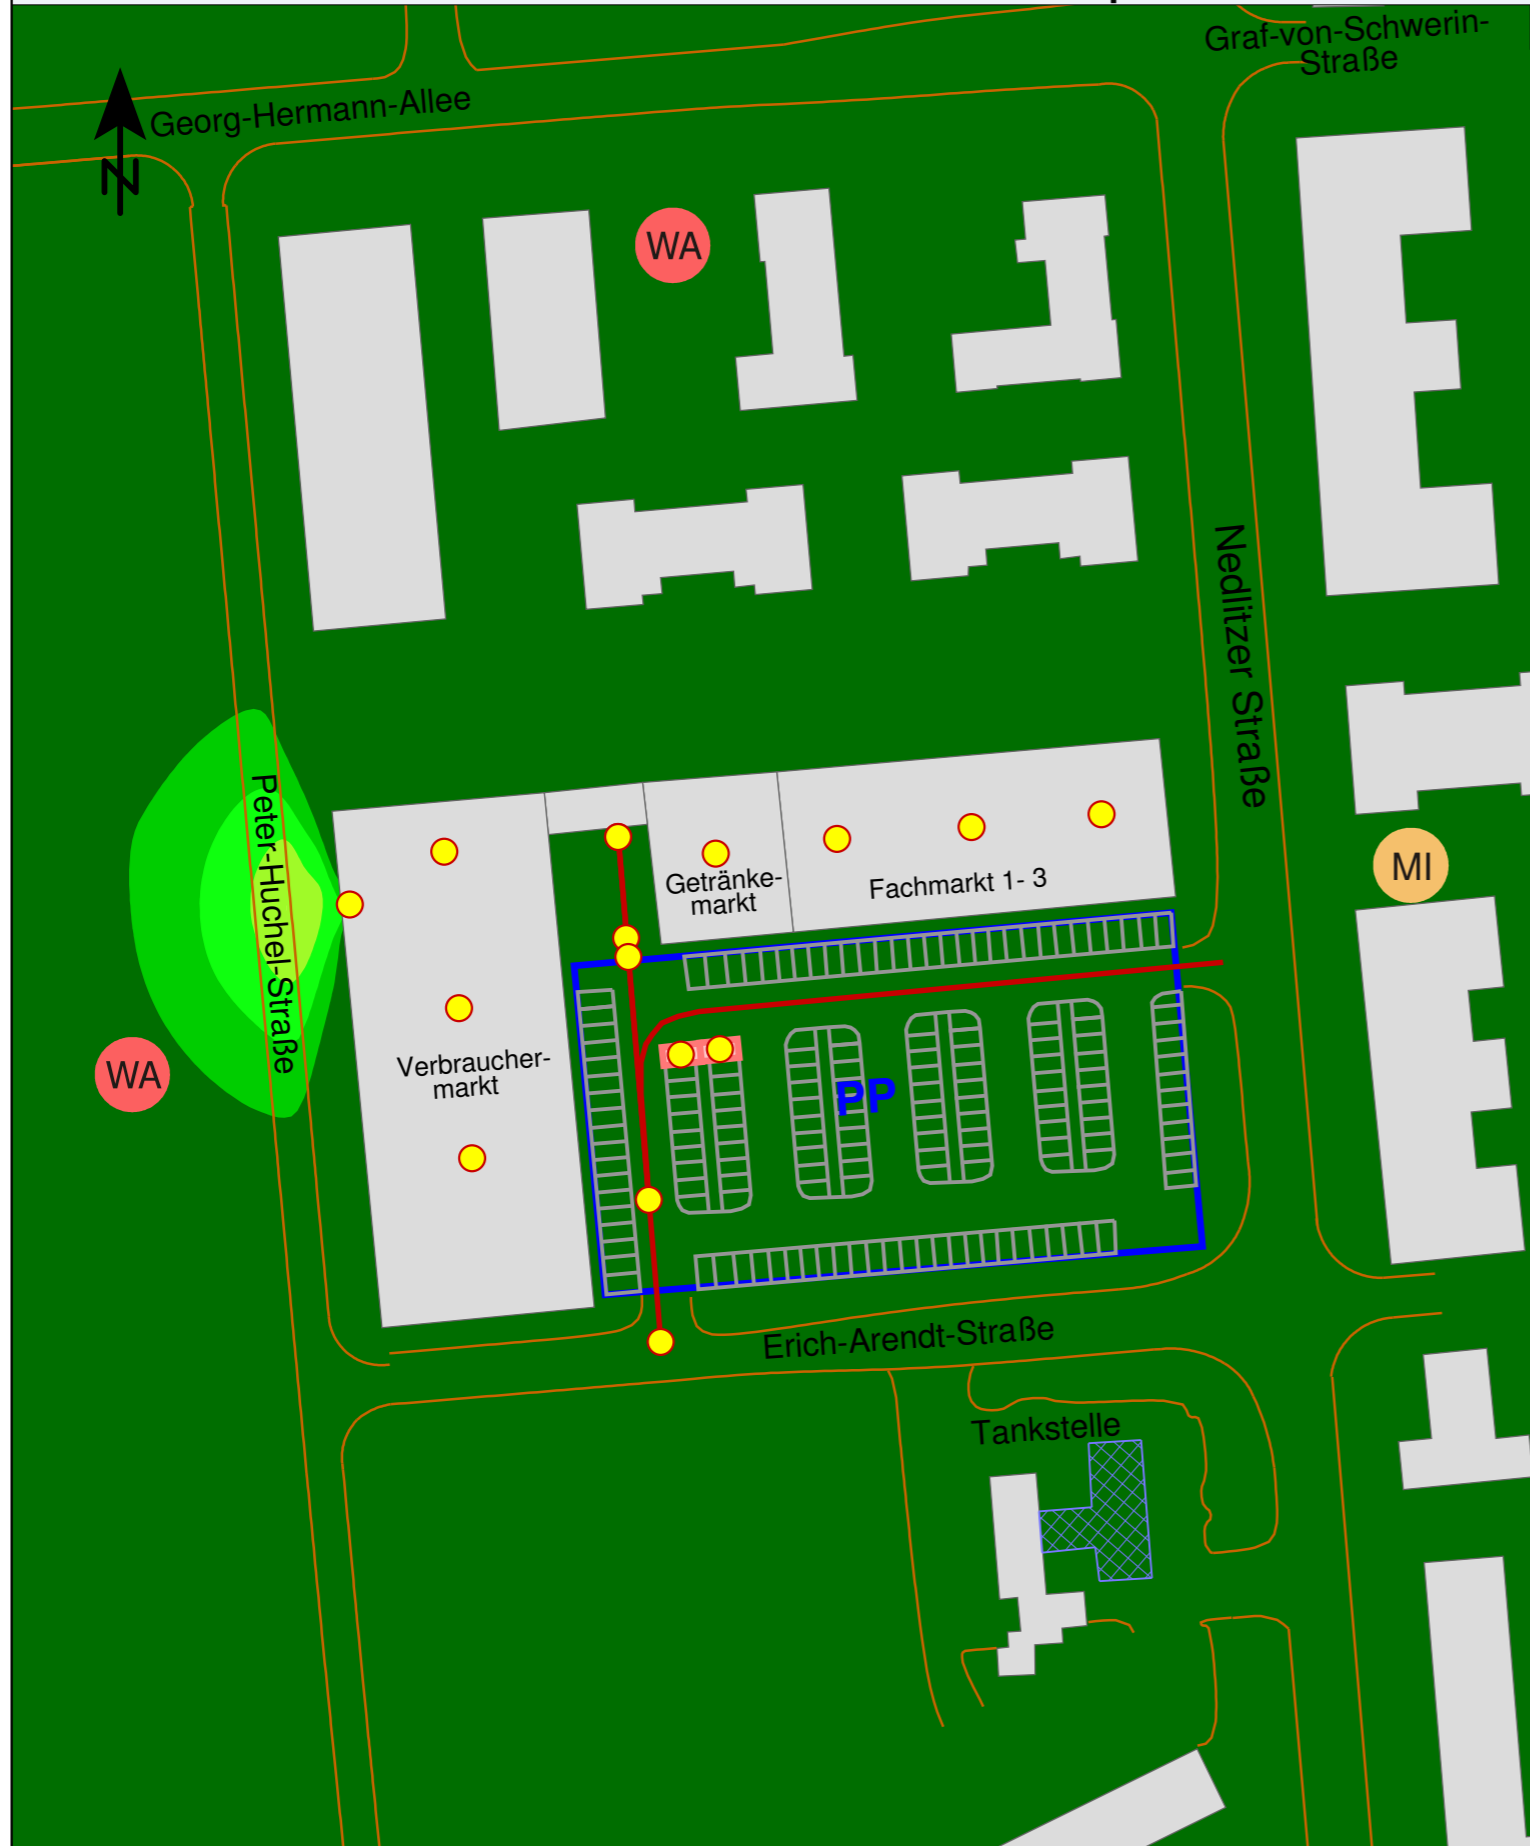 Graf-von-Schwerin-
Straße
Georg-Hermann-Allee
N
WA
Nedlitzer Straße
Peter-Huchel-Straße
Getränke-
markt
Fachmarkt 1- 3
MI
Verbraucher-
markt
WA
PP
Erich-Arendt-Straße
Tankstelle